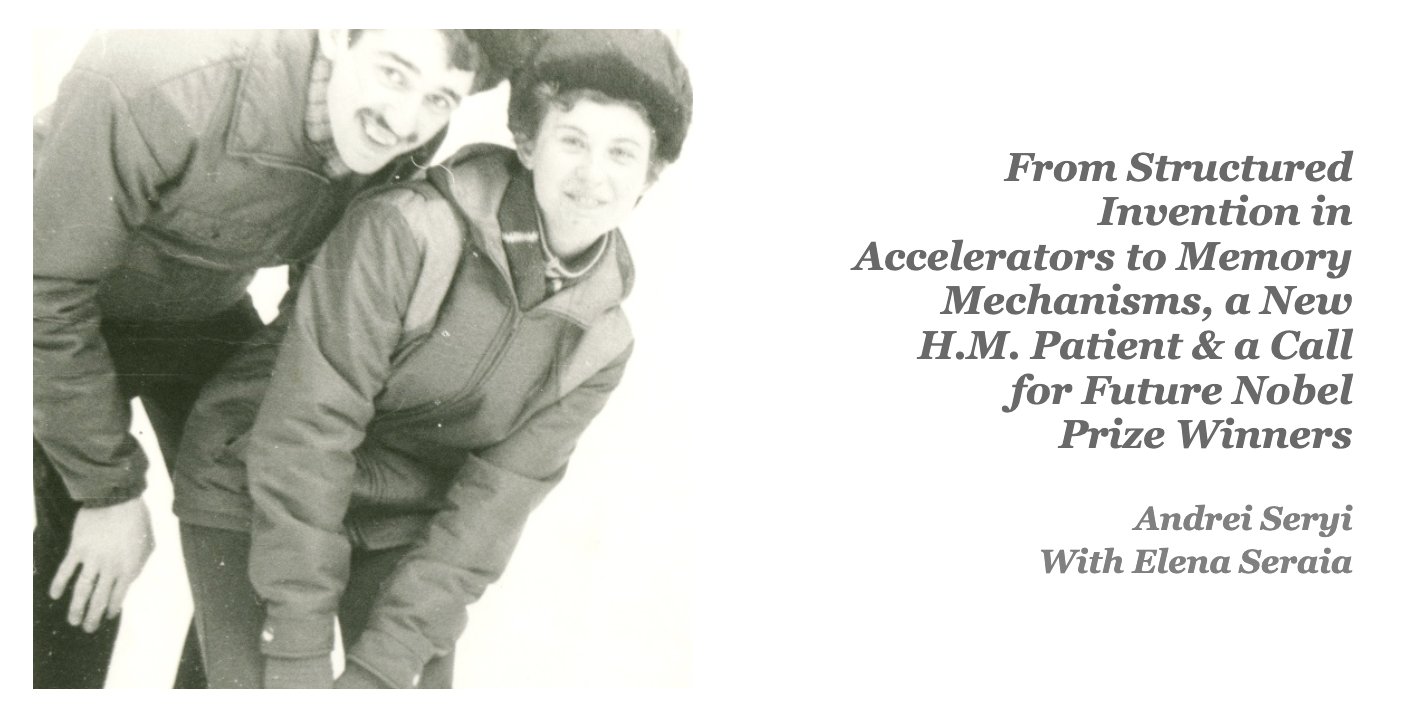 From Structured
Invention in
Accelerators to Memory
Mechanisms, a New
H.M. Patient & a Call
for Future Nobel
Prize Winners
Andrei Seryi
With Elena Seraia